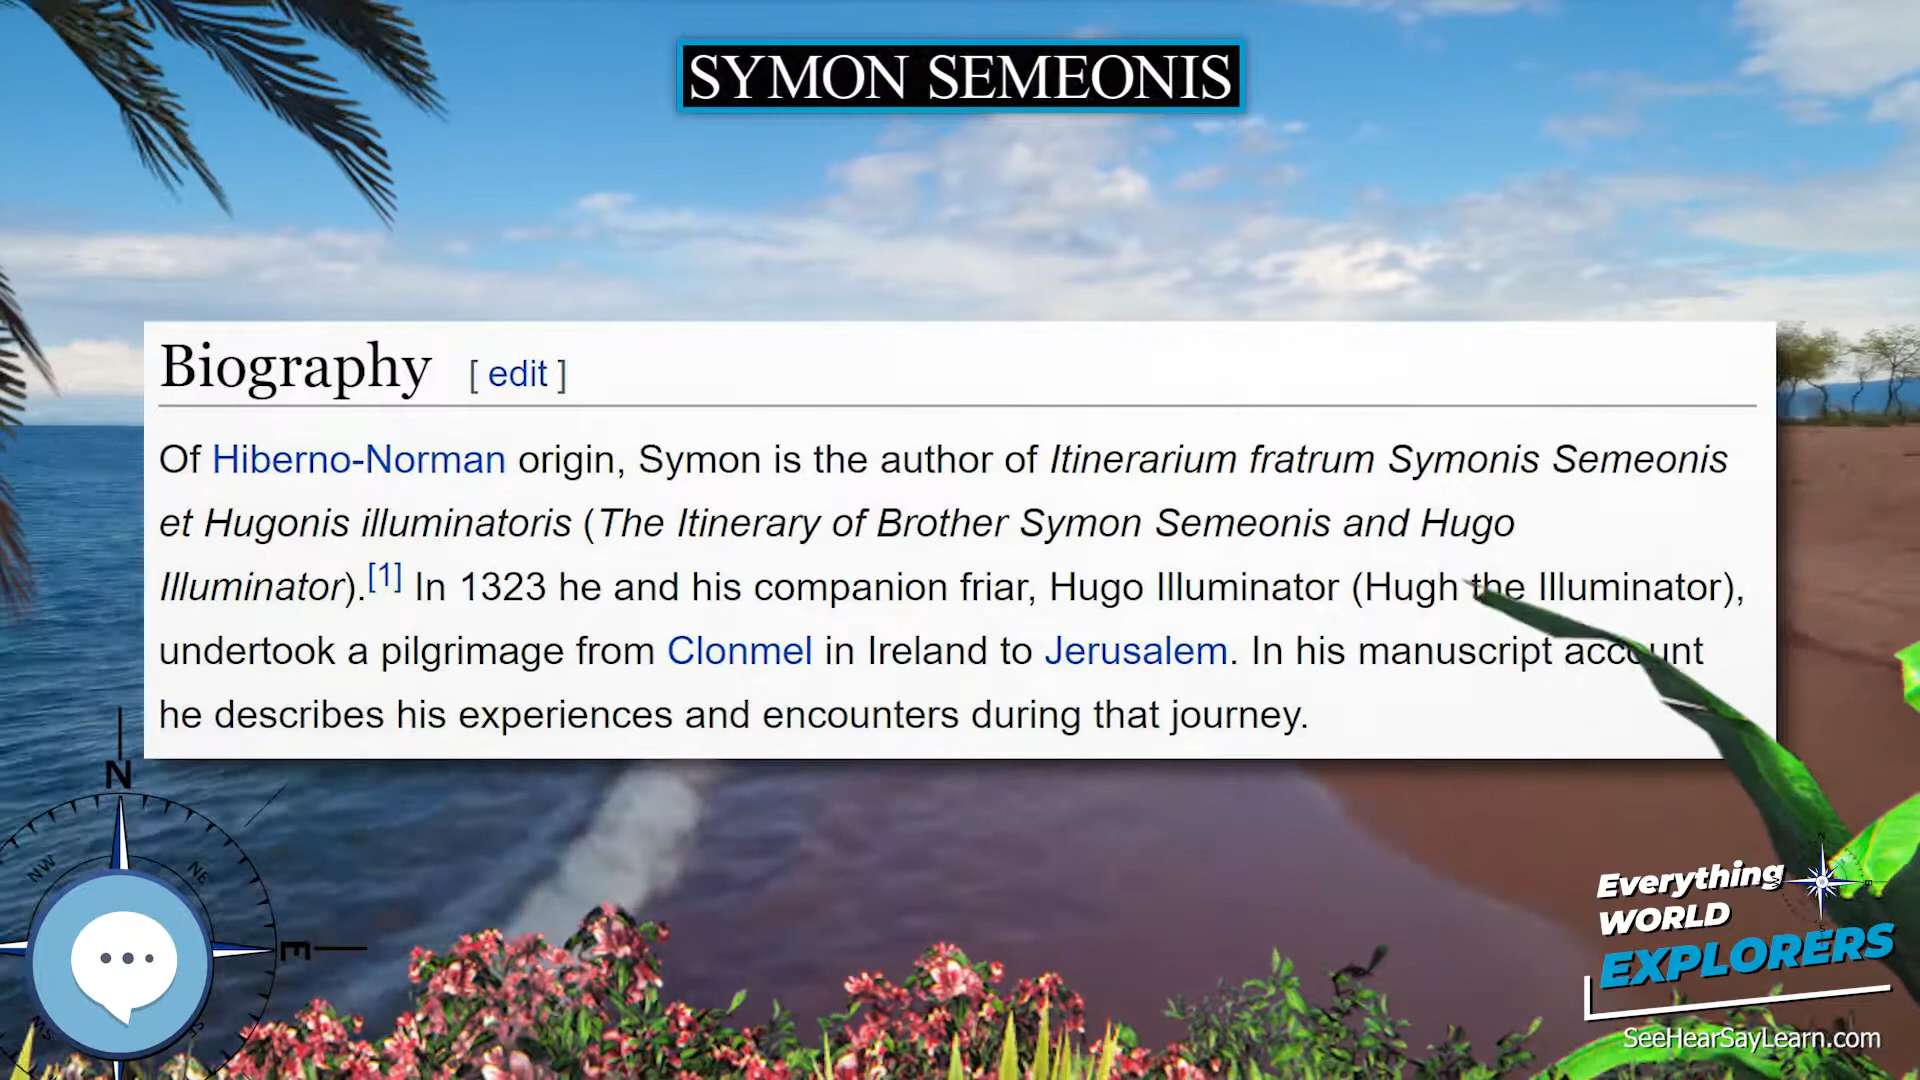 SYMON SEMEONIS
Biography [ edit ]
Of Hiberno-Norman origin, Symon is the author of Itinerarium fratrum Symonis Semeonis
et Hugonis illuminatoris (The Itinerary of Brother Symon Semeonis and Hugo
Illuminator).[1] In 1323 he and his companion friar, Hugo Illuminator (Hugh the Illuminator),
undertook a pilgrimage from Clonmel in Ireland to Jerusalem. In his manuscript account
he describes his experiences and encounters during that journey.
N
NW
NE
E
SE
Everything
WORLD
EXPLORERS
SeeHearSayLearn.com